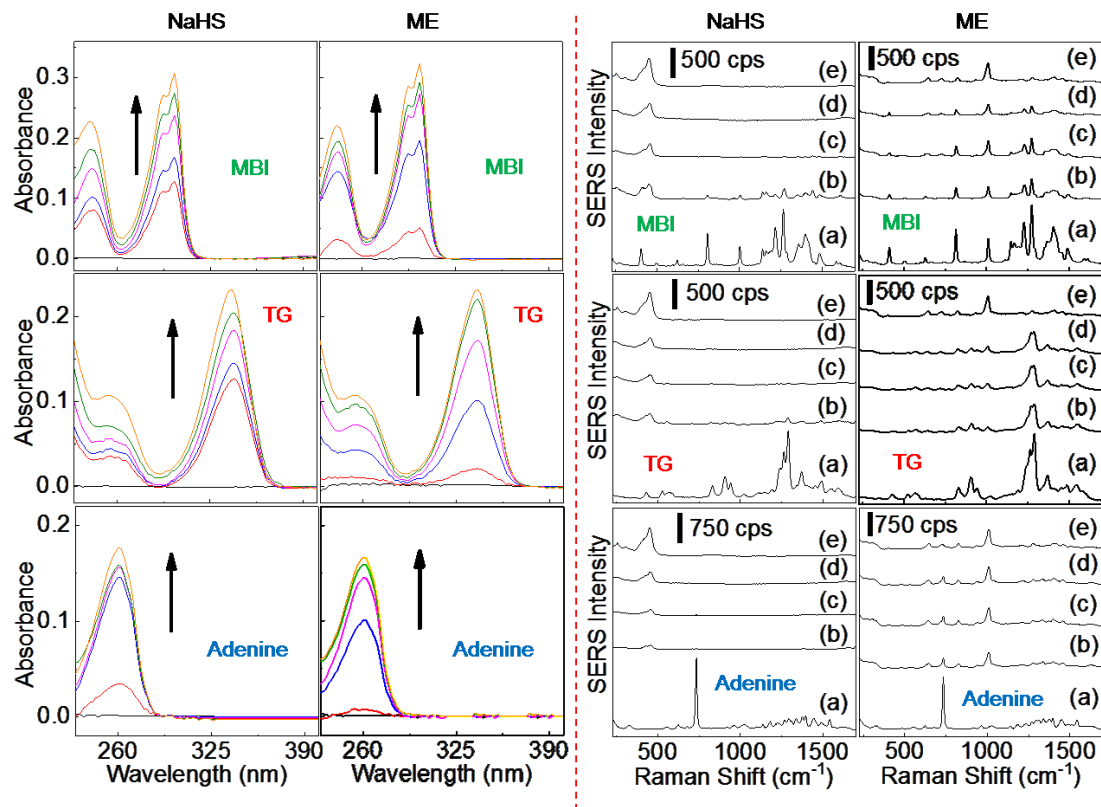 NaHS
ME
NaHS
ME
Absorbance
0.3
0.2
0.1
0.0
MBI
MBI
Absorbance
0.2
0.1
0.0
TG
TG
Absorbance
0.2
0.1
0.0
Adenine
Adenine
260
325
390
260
325
390
Wavelength (nm)
Wavelength (nm)
SERS Intensity
500 cps
(e)
(d)
(c)
(b)
MBI
(a)
500 cps
(e)
(d)
(c)
(b)
MBI
(a)
SERS Intensity
500 cps
(e)
(d)
(c)
(b)
TG
(a)
500 cps
(e)
(d)
(c)
(b)
TG
(a)
SERS Intensity
750 cps
(e)
(d)
(c)
(b)
Adenine
(a)
750 cps
(e)
(d)
(c)
(b)
Adenine
(a)
500
1000
1500
500
1000
1500
Raman Shift (cm⁻¹)
Raman Shift (cm⁻¹)